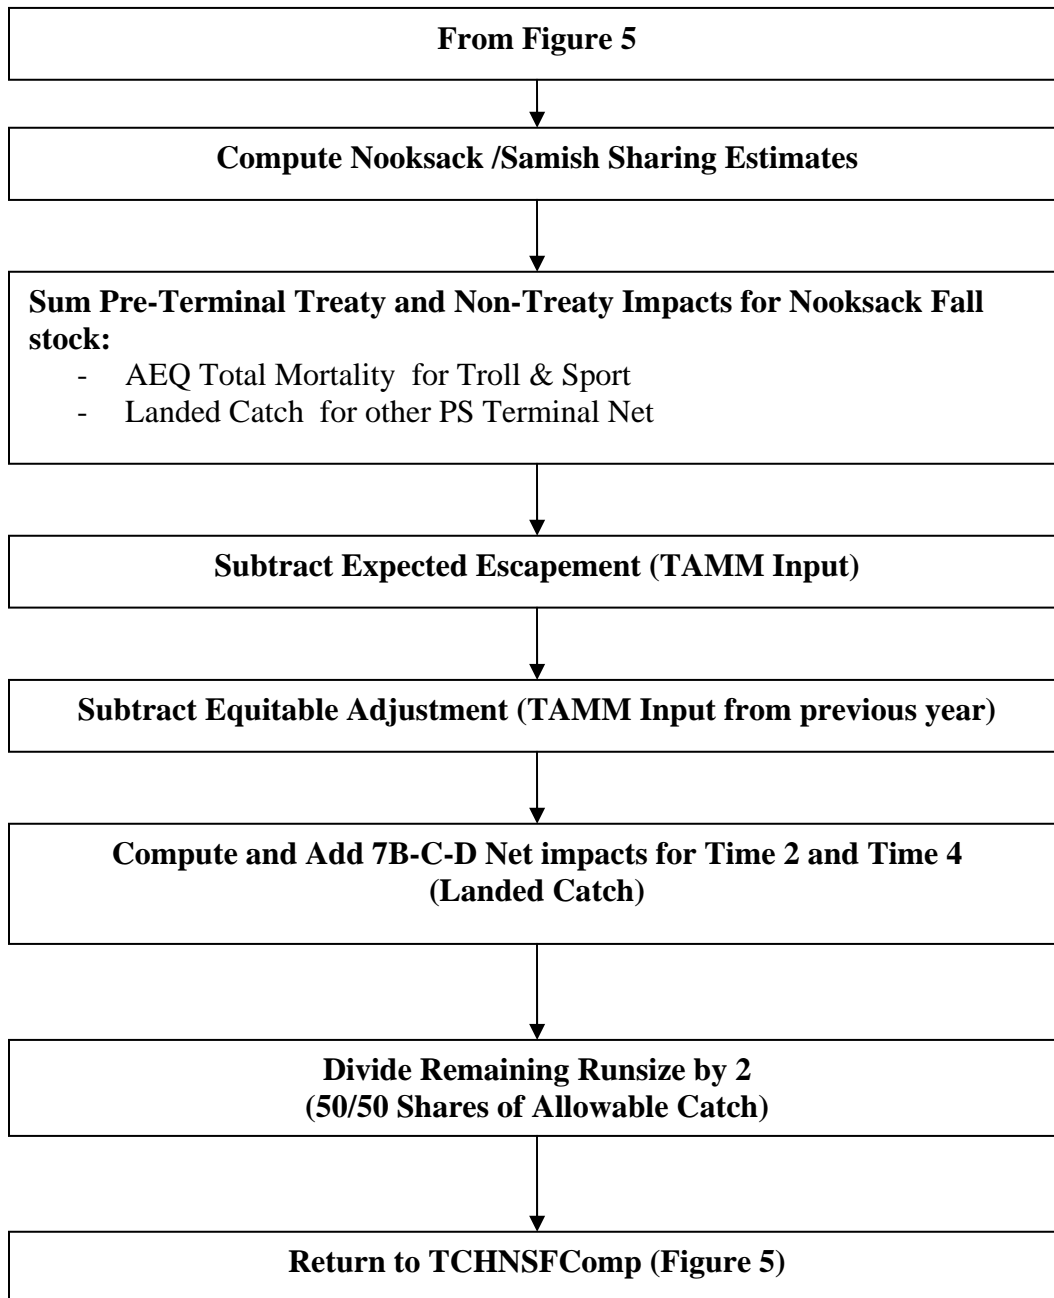 From Figure 5
Compute Nooksack /Samish Sharing Estimates
Sum Pre-Terminal Treaty and Non-Treaty Impacts for Nooksack Fall
stock:
- AEQ Total Mortality for Troll & Sport
- Landed Catch for other PS Terminal Net
Subtract Expected Escapement (TAMM Input)
Subtract Equitable Adjustment (TAMM Input from previous year)
Compute and Add 7B-C-D Net impacts for Time 2 and Time 4
(Landed Catch)
Divide Remaining Runsize by 2
(50/50 Shares of Allowable Catch)
Return to TCHNSFComp (Figure 5)